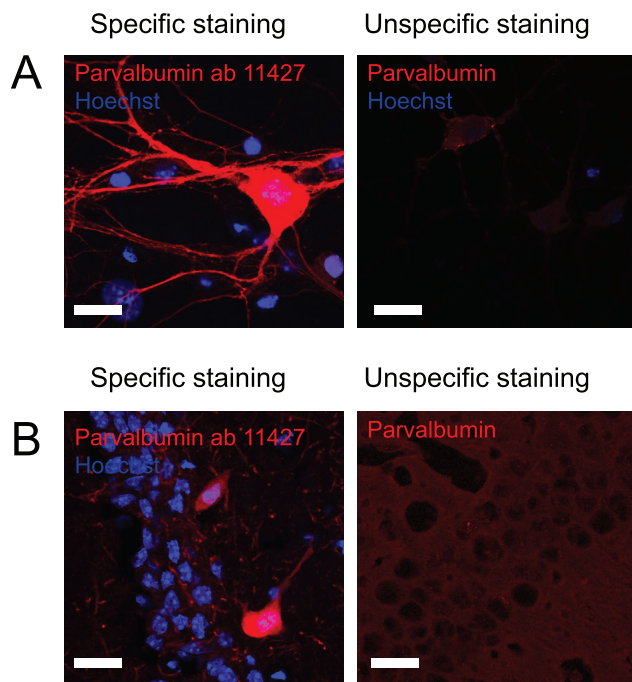 Specific staining
Unspecific staining
A
Parvalbumin ab 11427
Hoechst
Parvalbumin
Hoechst
Specific staining
Unspecific staining
B
Parvalbumin ab 11427
Hoechst
Parvalbumin